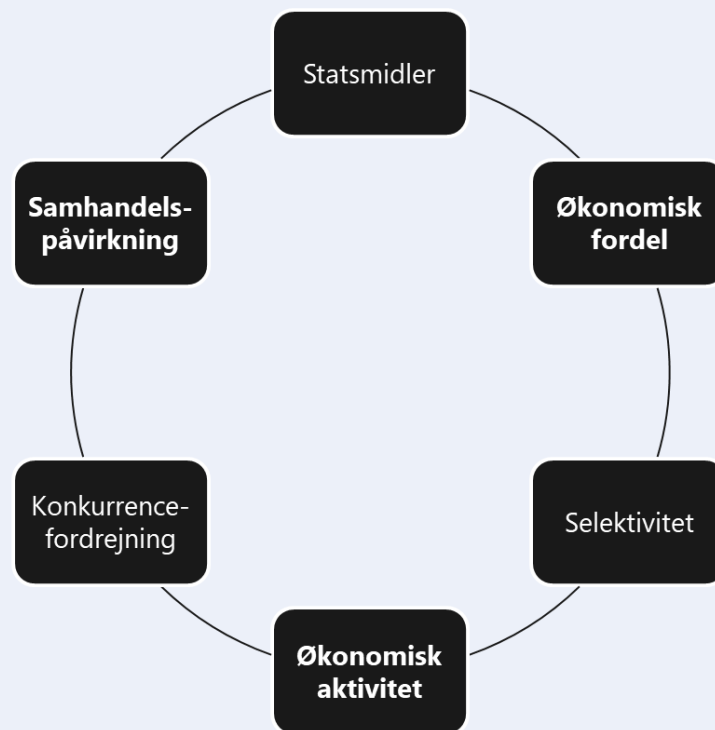 Statsmidler
Økonomisk
fordel
Selektivitet
Økonomisk
aktivitet
Konkurrence-
fordrejning
Samhandels-
påvirkning